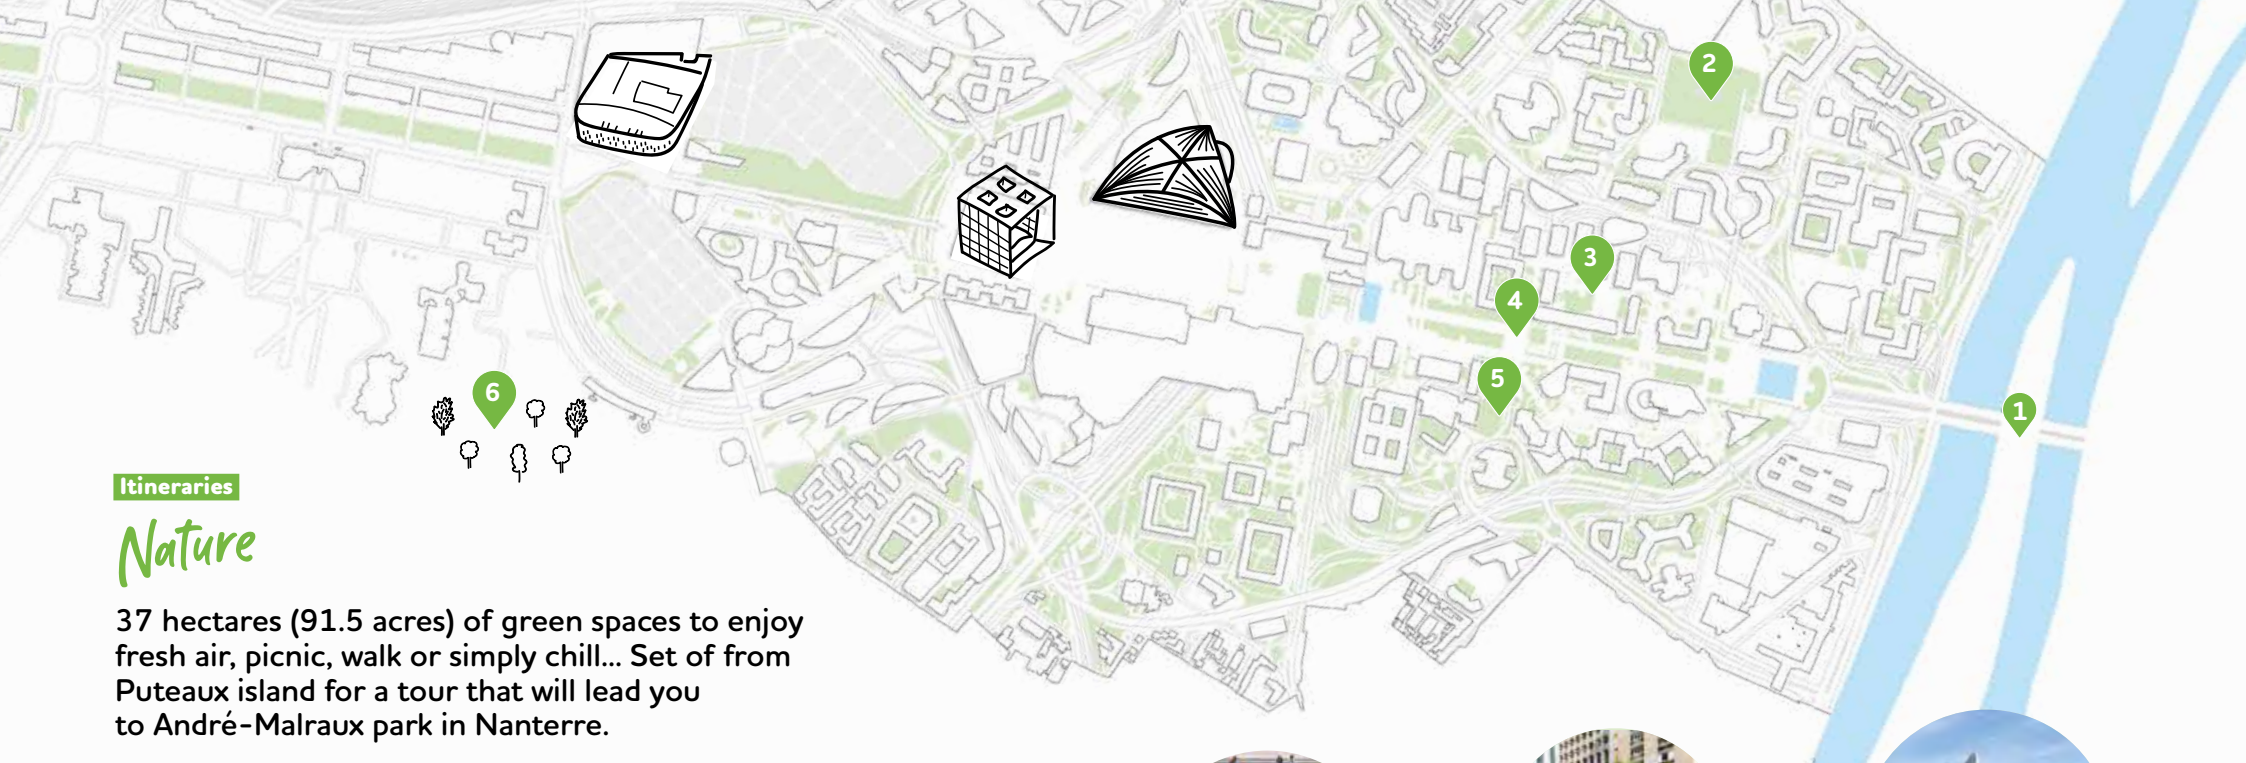 2
3
4
5
6
1
Itineraries
Nature
37 hectares (91.5 acres) of green spaces to enjoy
fresh air, picnic, walk or simply chill... Set of from
Puteaux island for a tour that will lead you
to André-Malraux park in Nanterre.